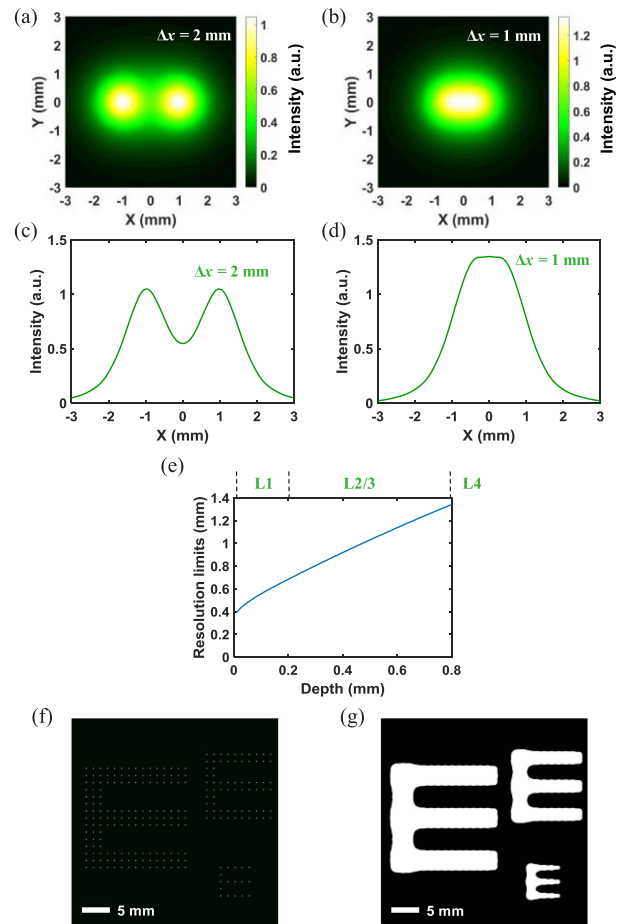 (a)
(b)
Δx = 2 mm
Δx = 1 mm
3
2
1
0
-1
-2
-3
Y (mm)
-3 -2 -1 0 1 2 3
X (mm)
1
0.8
0.6
0.4
0.2
0
Intensity (a.u.)
3
2
1
0
-1
-2
-3
Y (mm)
-3 -2 -1 0 1 2 3
X (mm)
1.2
1
0.8
0.6
0.4
0.2
0
Intensity (a.u.)
(c)
(d)
1.5
1
0.5
0
Intensity (a.u.)
Δx = 2 mm
-3 -2 -1 0 1 2 3
X (mm)
1.5
1
0.5
0
Intensity (a.u.)
Δx = 1 mm
-3 -2 -1 0 1 2 3
X (mm)
(e)
L1 L2/3 L4
1.4
1.2
1
0.8
0.6
0.4
0.2
0
Resolution limits (mm)
0 0.2 0.4 0.6 0.8
Depth (mm)
(f)
(g)
5 mm
5 mm
E E
E